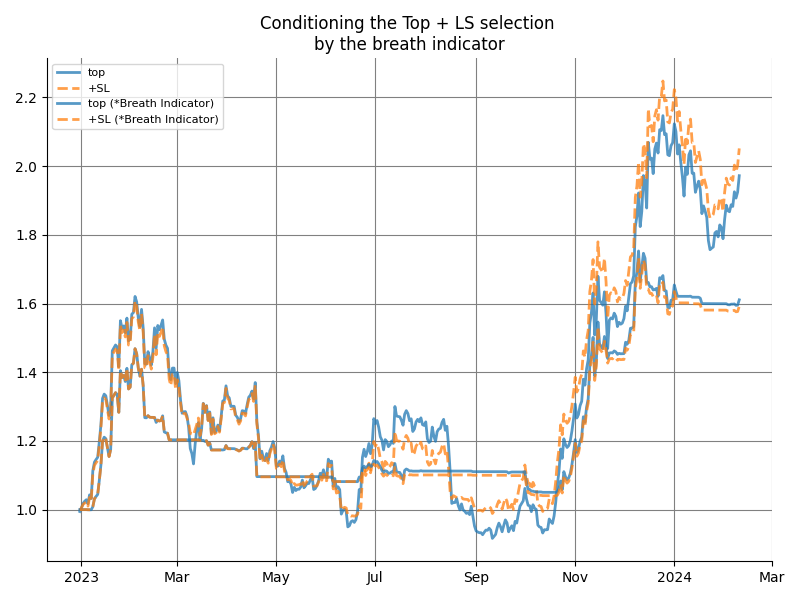 Conditioning the Top + LS selection
by the breath indicator
top
+SL
top (*Breath Indicator)
+SL (*Breath Indicator)
2.2
2.0
1.8
1.6
1.4
1.2
1.0
2023 Mar May Jul Sep Nov 2024 Mar